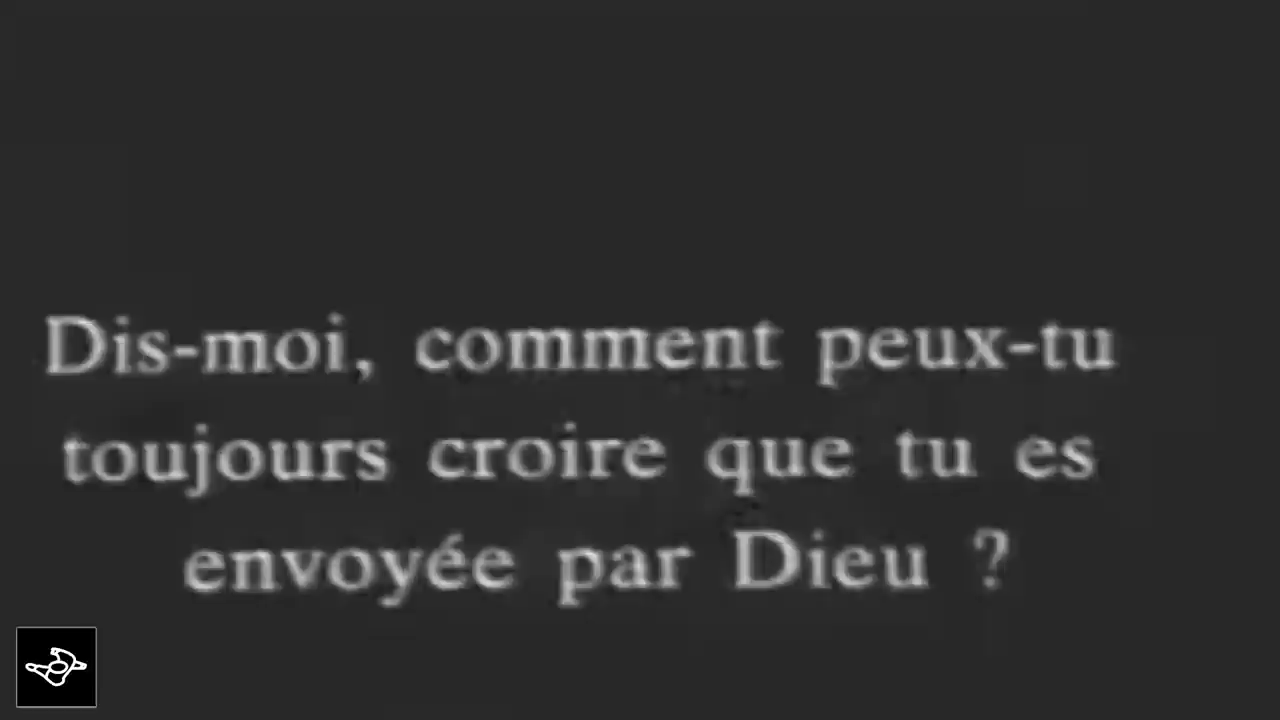 Dis-moi, comment peux-tu
toujours croire que tu es
envoyée par Dieu ?